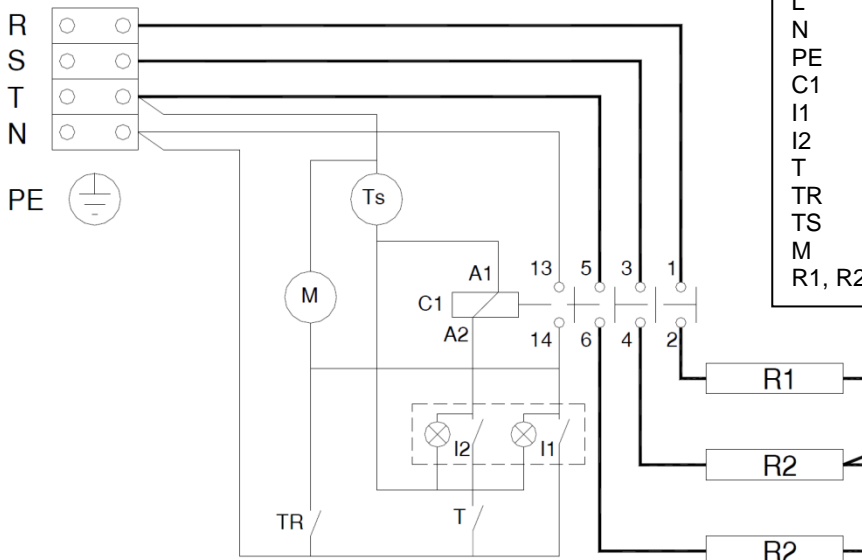 R
S
T
N
PE
Ts
M
A1
C1
A2
13
5
3
1
14
6
4
2
R1
I2
I1
R2
TR
T
R2
L
N
PE
C1
I1
I2
T
TR
TS
M
R1, R2